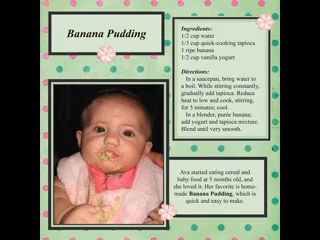 Banana Pudding
Ingredients:
1/2 cup water
1/3 cup quick-cooking tapioca
1 ripe banana
1/2 cup vanilla yogurt
Directions:
In a saucepan, bring water to
a boil. While stirring constantly,
gradually add tapioca. Reduce
heat to low and cook, stirring,
for 5 minutes; cool.
In a blender, purée banana;
add yogurt and tapioca mixture.
Blend until very smooth.
Ava started eating cereal and
baby food at 5 months old, and
she loved it. Her favorite is home-
made Banana Pudding, which is
quick and easy to make.